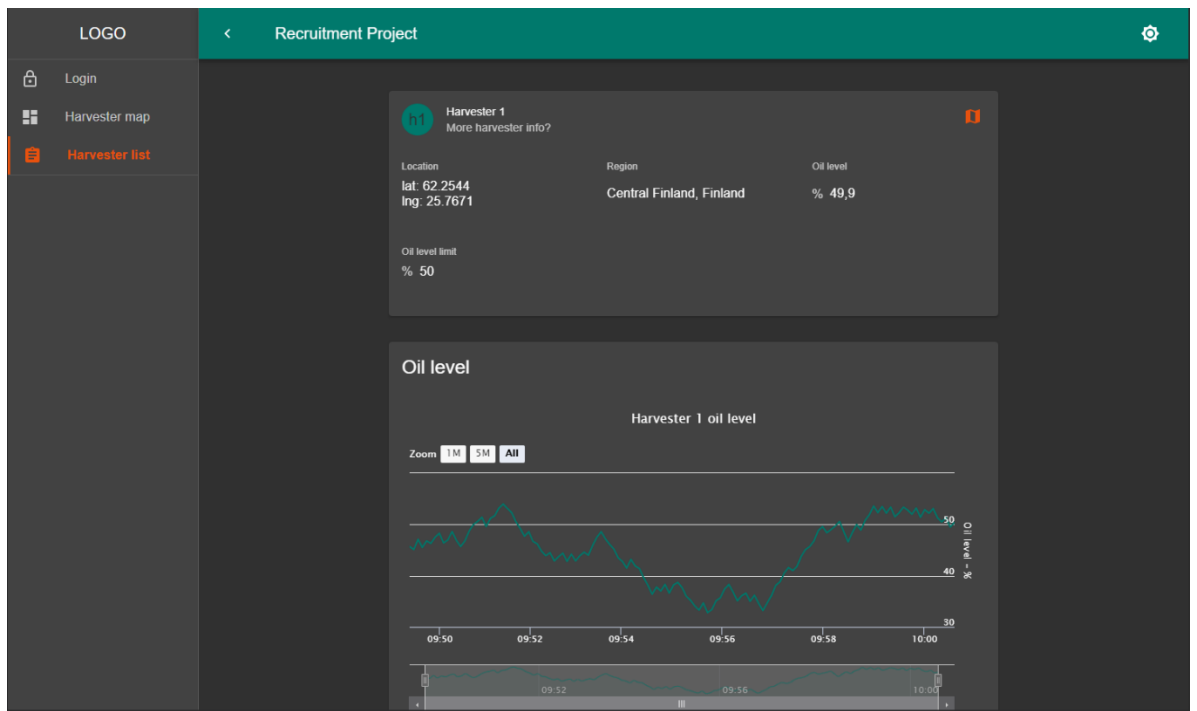 LOGO
Recruitment Project
Login
Harvester map
Harvester list
h1
Harvester 1
More harvester info?
Location
lat: 62.2544
lng: 25.7671
Region
Central Finland, Finland
Oil level
% 49,9
Oil level limit
% 50
Oil level
Harvester 1 oil level
Zoom 1M 5M All
50
40
30
Oil level - %
09:50 09:52 09:54 09:56 09:58 10:00
09:52 09:56 10:00